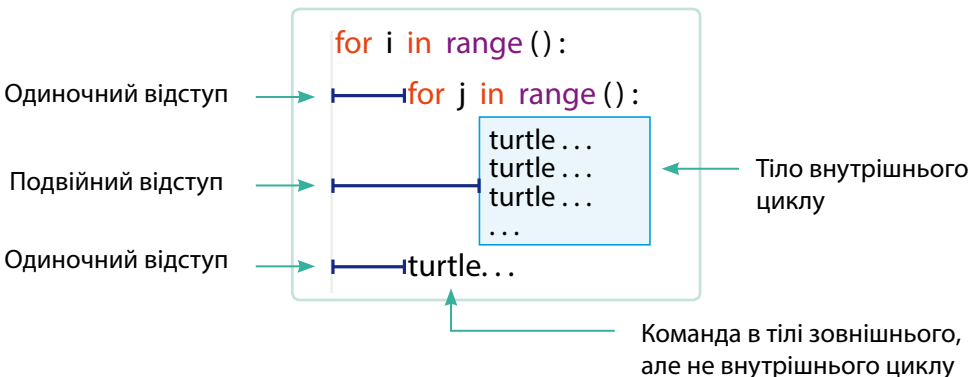 for i in range():
Одиночний відступ
for j in range():
turtle...
turtle...
turtle...
...
Подвійний відступ
Тіло внутрішнього
циклу
Одиночний відступ
turtle...
Команда в тілі зовнішнього,
але не внутрішнього циклу